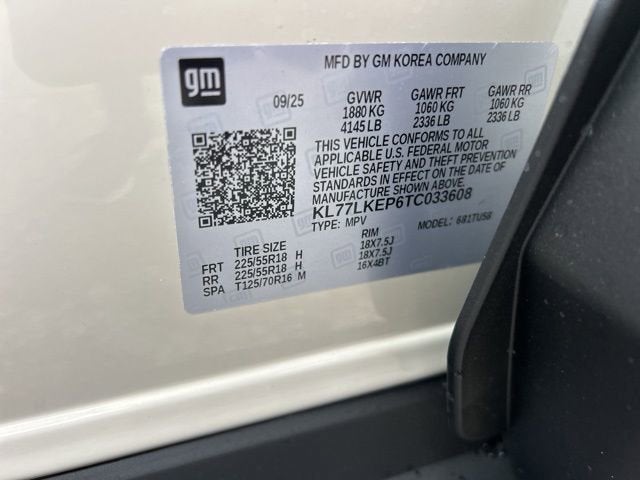 gm
MFD BY GM KOREA COMPANY
09/25
GVWR GAWR FRT GAWR RR
1880 KG 1060 KG 1060 KG
4145 LB 2336 LB 2336 LB
THIS VEHICLE CONFORMS TO ALL
APPLICABLE U.S. FEDERAL MOTOR
VEHICLE SAFETY AND THEFT PREVENTION
STANDARDS IN EFFECT ON THE DATE OF
MANUFACTURE SHOWN ABOVE.
KL77LKEP6TC033608
TYPE: MPV MODEL: 681TU58
TIRE SIZE RIM
FRT 225/55R18 H 18X7.5J
RR 225/55R18 H 18X7.5J
SPA T125/70R16 M 16X4BT